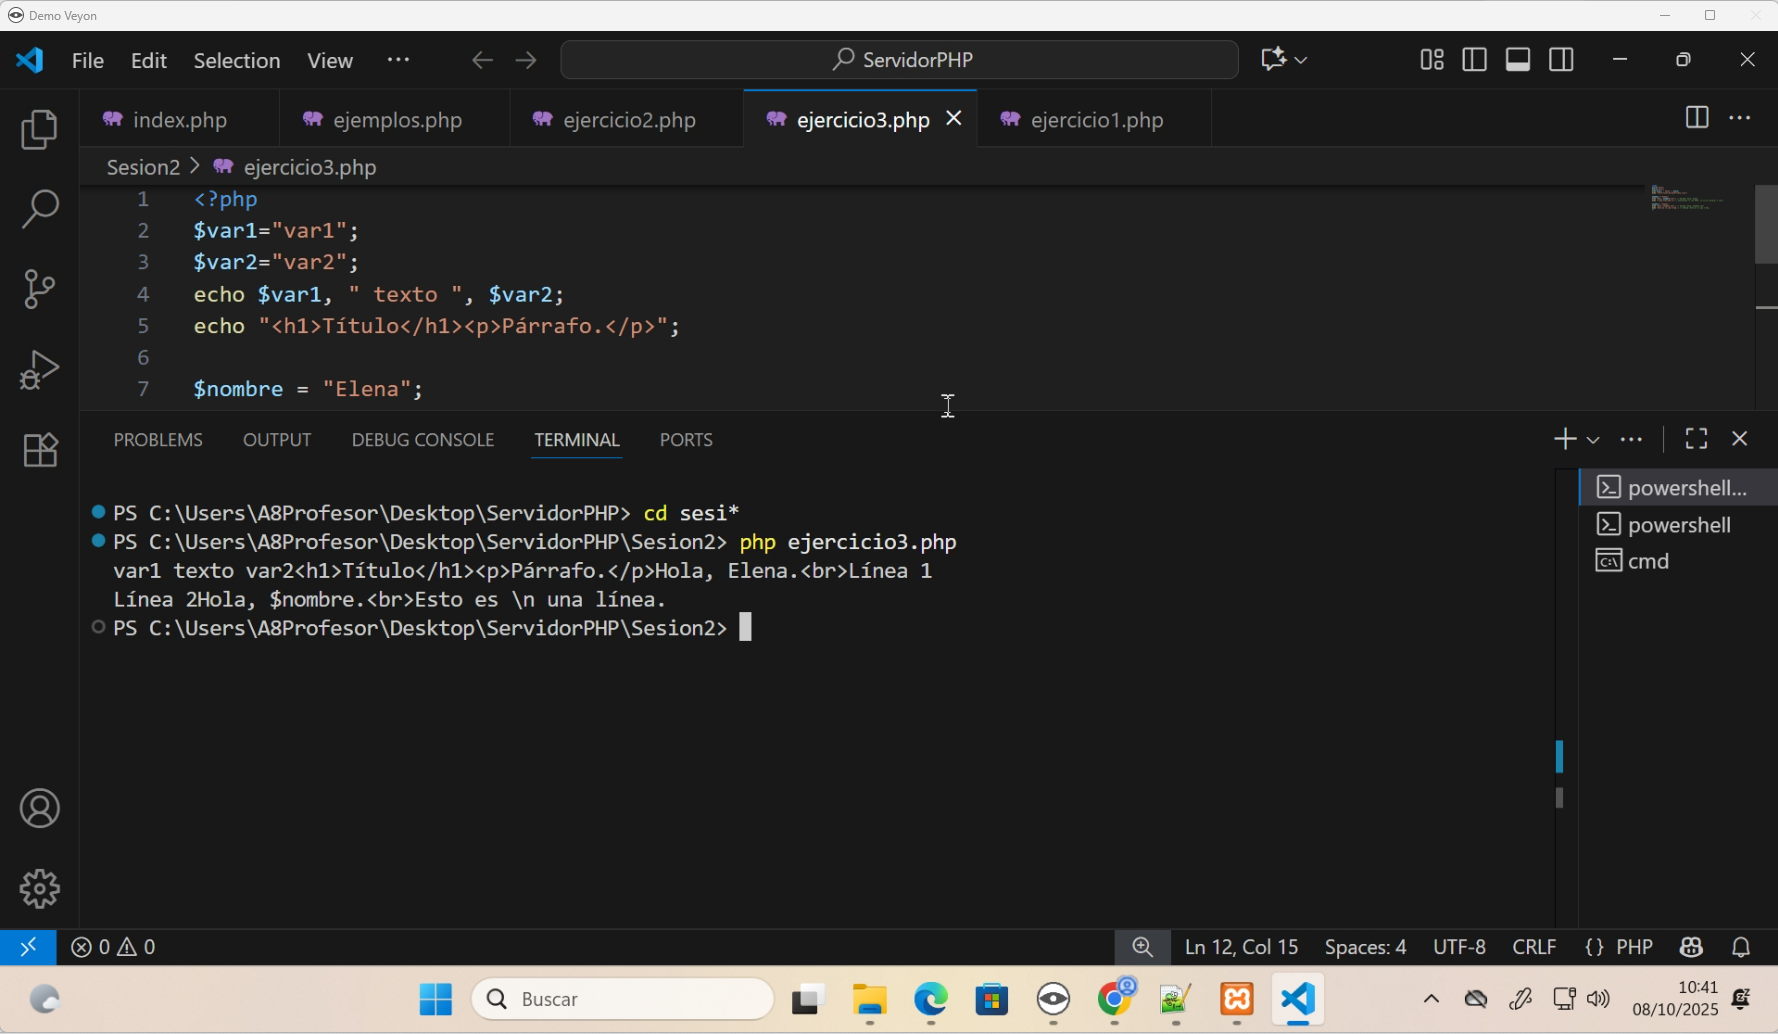 Demo Veyon
File Edit Selection View ··· ServidorPHP
index.php ejemplos.php ejercicio2.php ejercicio3.php ejercicio1.php
Sesion2 > ejercicio3.php
1 <?php
2 $var1="var1";
3 $var2="var2";
4 echo $var1, " texto ", $var2;
5 echo "<h1>Título</h1><p>Párrafo.</p>";
6
7 $nombre = "Elena";
PROBLEMS OUTPUT DEBUG CONSOLE TERMINAL PORTS
PS C:\Users\A8Profesor\Desktop\ServidorPHP> cd sesi*
PS C:\Users\A8Profesor\Desktop\ServidorPHP\Sesion2> php ejercicio3.php
var1 texto var2<h1>Título</h1><p>Párrafo.</p>Hola, Elena.<br>Línea 1
Línea 2Hola, $nombre.<br>Esto es \n una línea.
PS C:\Users\A8Profesor\Desktop\ServidorPHP\Sesion2>
powershell...
powershell
cmd
0 0 Ln 12, Col 15 Spaces: 4 UTF-8 CRLF {} PHP
Buscar
10:41
08/10/2025